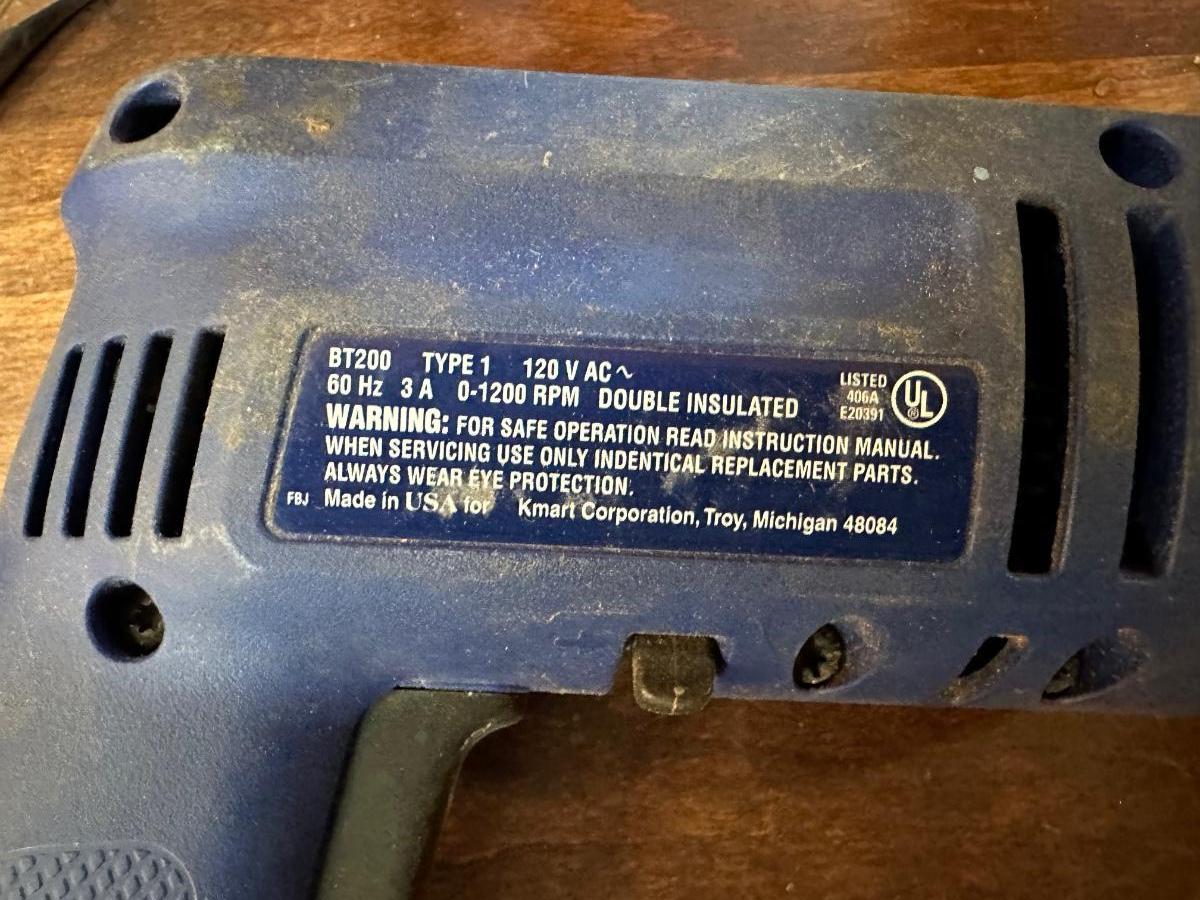 BT200 TYPE 1 120 V AC ~
60 Hz 3 A 0-1200 RPM DOUBLE INSULATED
LISTED
406A
E20391
UL
®
WARNING: FOR SAFE OPERATION READ INSTRUCTION MANUAL.
WHEN SERVICING USE ONLY INDENTICAL REPLACEMENT PARTS.
ALWAYS WEAR EYE PROTECTION.
FBJ Made in USA for Kmart Corporation, Troy, Michigan 48084